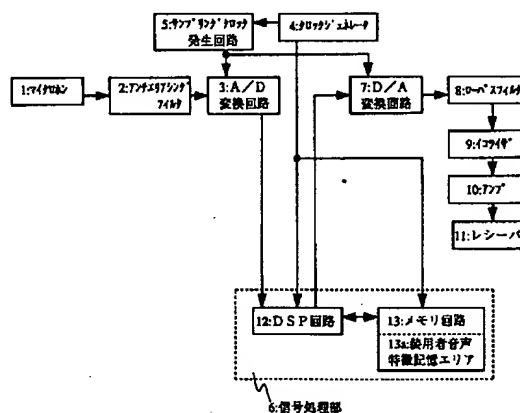 5:ｻﾝﾌﾟﾘﾝｸﾞｸﾛｯｸ
発生回路
4:ｸﾛｯｸｼﾞｪﾈﾚｰﾀ
1:ﾏｲｸﾛﾎﾝ
2:ｱﾝﾁｴｲﾘｱｼﾝｸﾞ
ﾌｨﾙﾀ
3:A/D
変換回路
7:D/A
変換回路
8:ﾛｰﾊﾟｽﾌｨﾙﾀ
9:ｲｺﾗｲｻﾞ
10:ｱﾝﾌﾟ
11:レシーバ
12:DSP回路
13:メモリ回路
13a:使用者音声
特徴記憶エリア
6:信号処理部